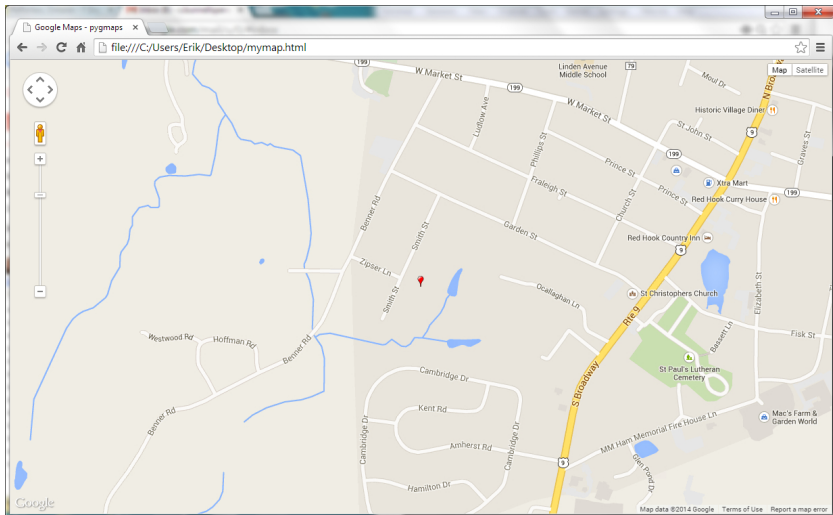 Google Maps - pygmaps
file:///C:/Users/Erik/Desktop/mymap.html
Map
Satellite
199
W Market St
199
Linden Avenue
Middle School
79
Moul Dr
N Broadway
W Market St
Historic Village Diner
9
Ludlow Ave
Phillips St
St John St
Graves St
199
Prince St
Xtra Mart
Prince St
199
Fraleigh St
Church St
Red Hook Curry House
Benner Rd
Smith St
Garden St
Red Hook Country Inn
9
Zipser Ln
Smith St
Ocallaghan Ln
St Christophers Church
Elizabeth St
Rte 9
Bassett Ln
Fisk St
Westwood Rd
Hoffman Rd
Benner Rd
St Paul's Lutheran
Cemetery
Cambridge Dr
S Broadway
Kent Rd
Benner Rd
Cambridge Dr
Mac's Farm &
Garden World
Amherst Rd
Cambridge Dr
MM Ham Memorial Fire House Ln
9
Glen Pond Dr
Hamilton Dr
Google
Map data ©2014 Google
Terms of Use
Report a map error